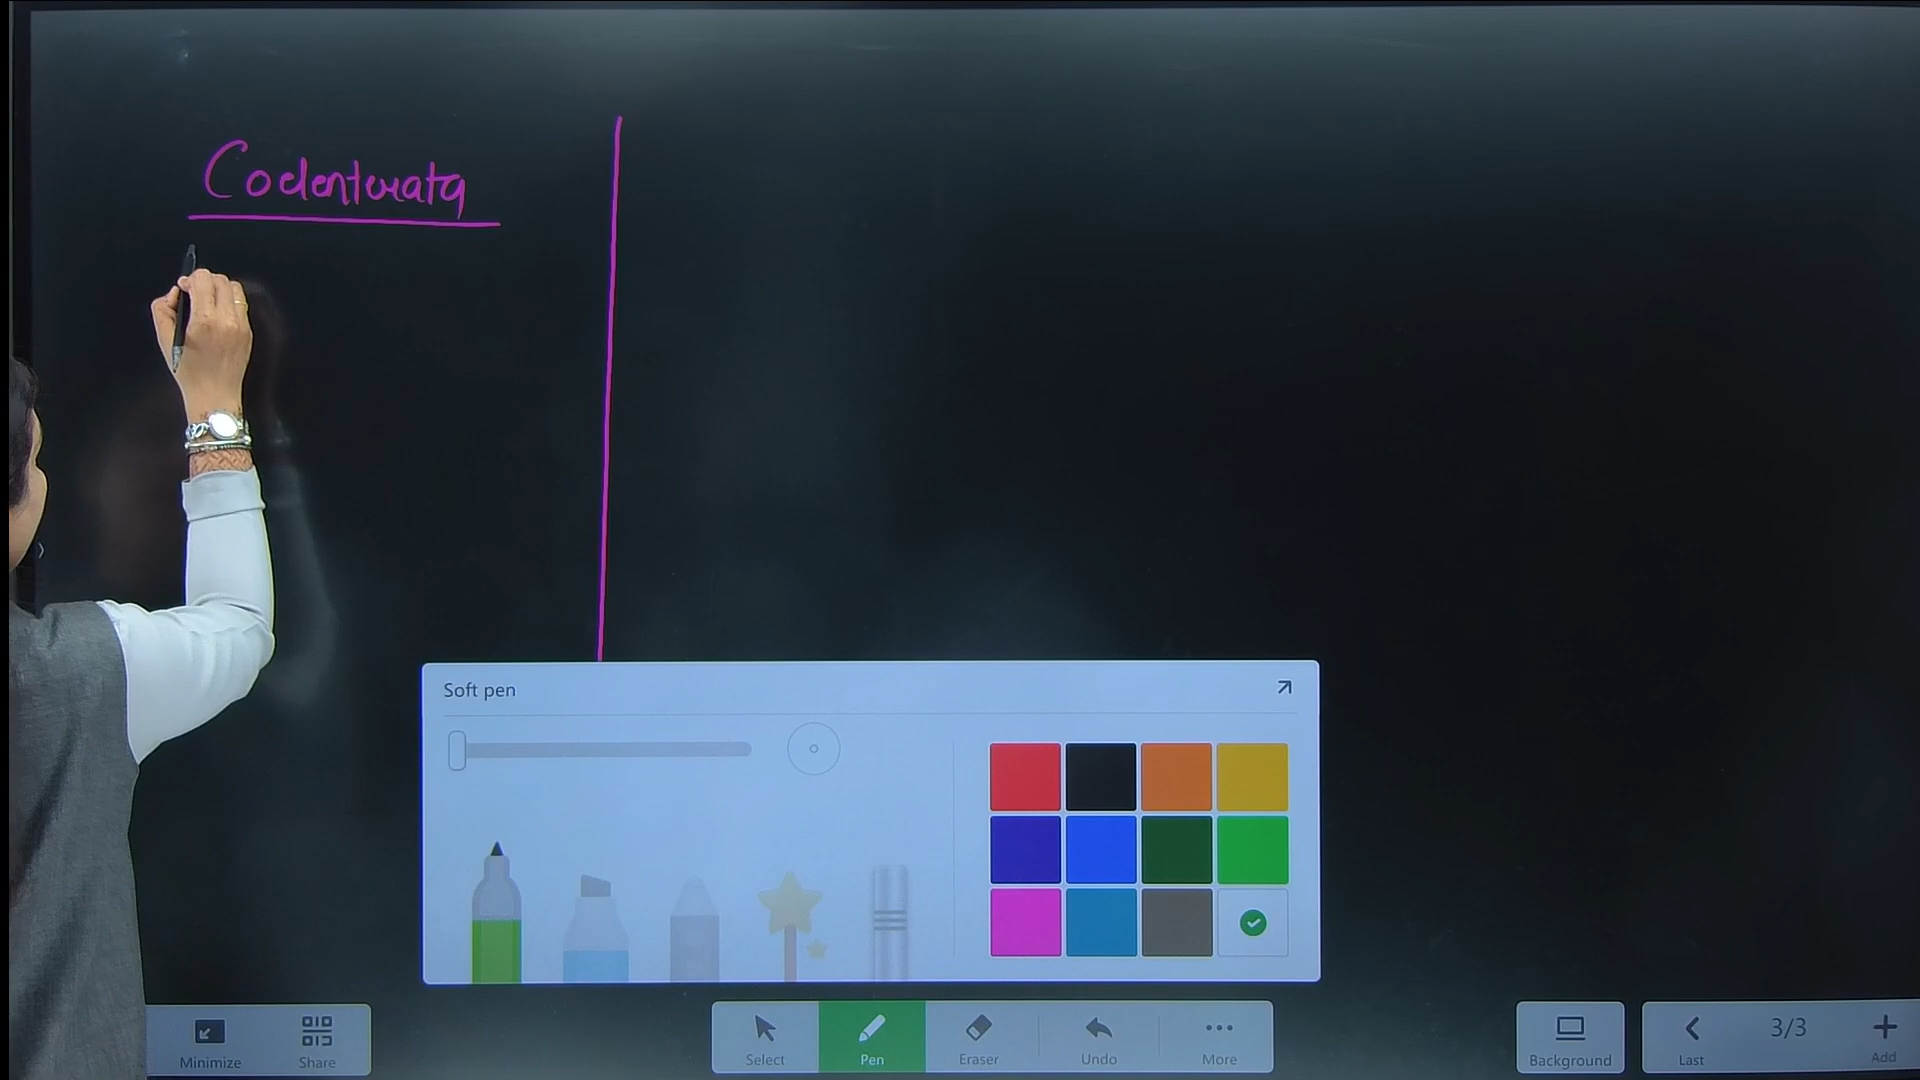 Coelenterata
Soft pen
Minimize
Share
Select
Pen
Eraser
Undo
More
Background
Last
3/3
Add